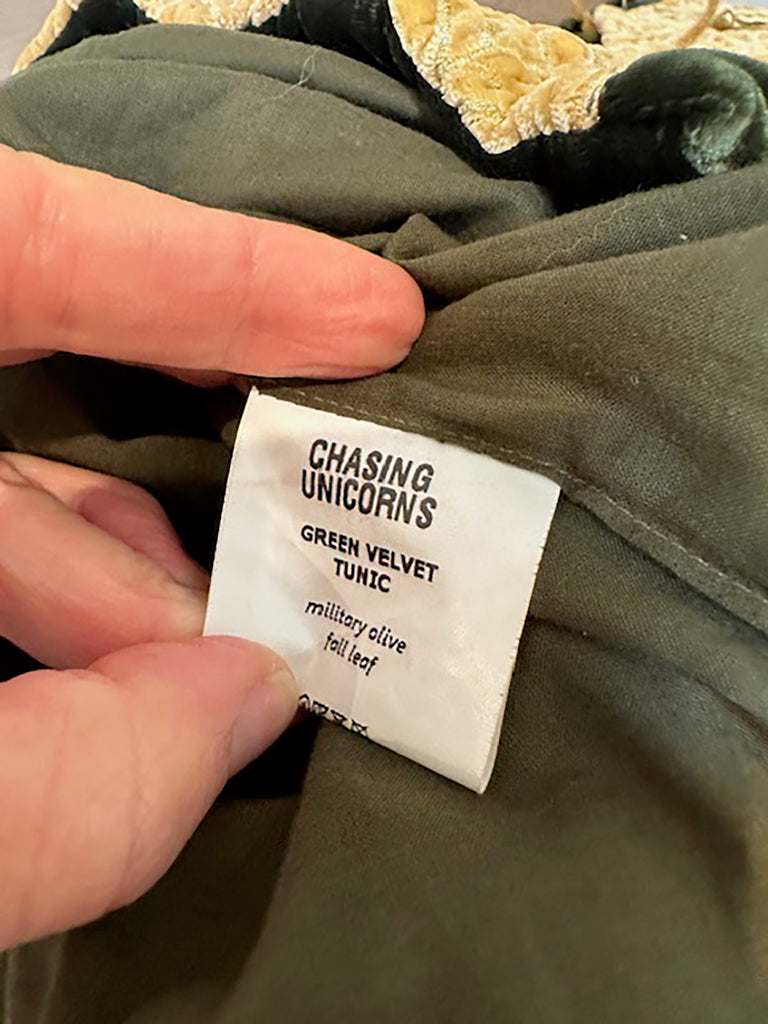 CHASING
UNICORNS
GREEN VELVET
TUNIC
military olive
fall leaf